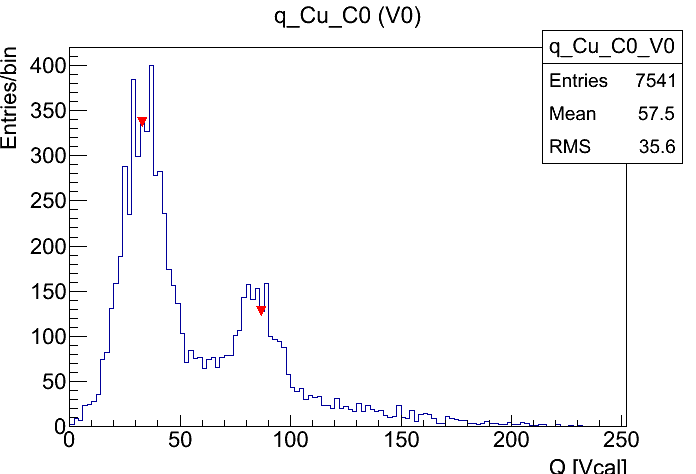 q_Cu_C0 (V0)
q_Cu_C0_V0
Entries 7541
Mean 57.5
RMS 35.6
Entries/bin
400
350
300
250
200
150
100
50
0
0 50 100 150 200 250
Q [Vcal]